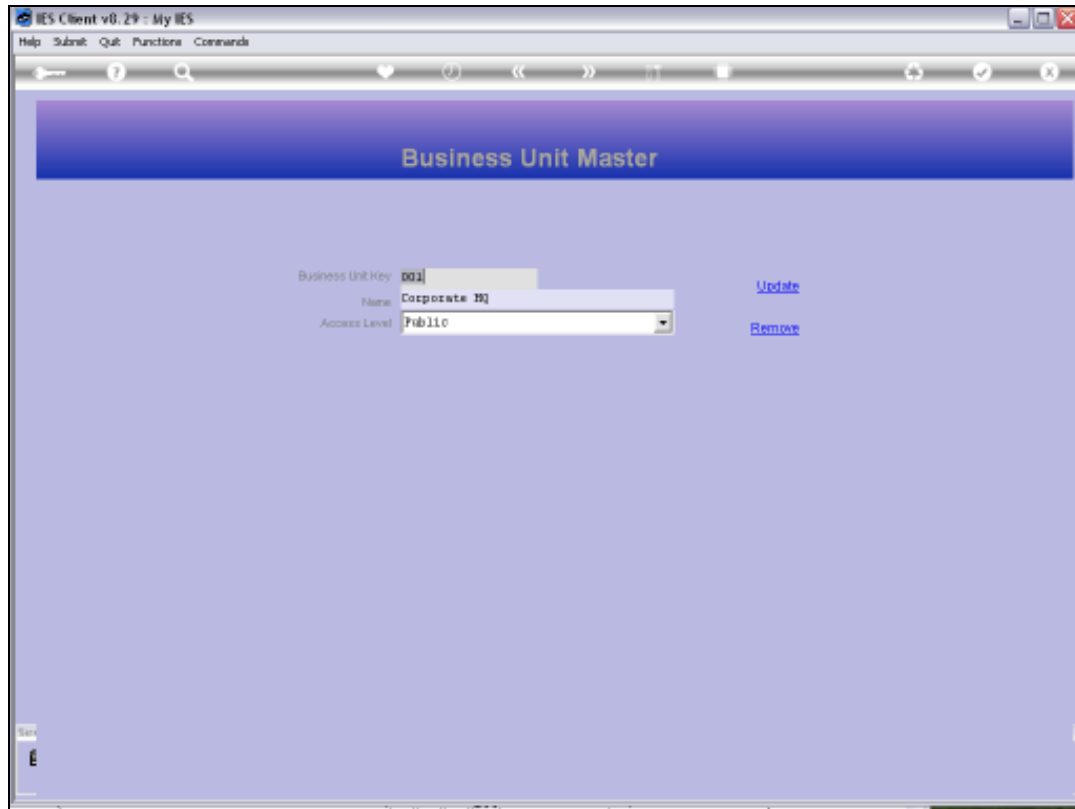 IES Client v8.29 : My IES
Help Submit Quit Functions Commands
Business Unit Master
Business Unit Key 001
Name Corporate HQ
Access Level Public
Update
Remove